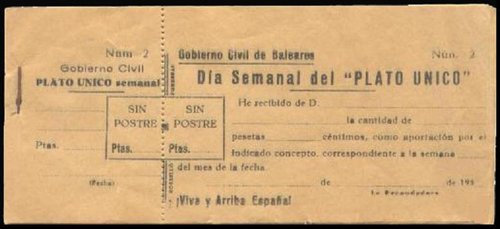 Núm 2
Gobierno Civil
PLATO UNICO semanal
SIN
POSTRE
Ptas.
Ptas.
(Fecha)
SIN
POSTRE
Ptas.
Gobierno Civil de Baleares
Núm. 2
Día Semanal del "PLATO UNICO"
He recibido de D.
la cantidad de
pesetas céntimos, como aportación por el
indicado concepto, correspondiente a la semana
del mes de la fecha.
de de 193
La Recaudadora
¡Viva y Arriba España!